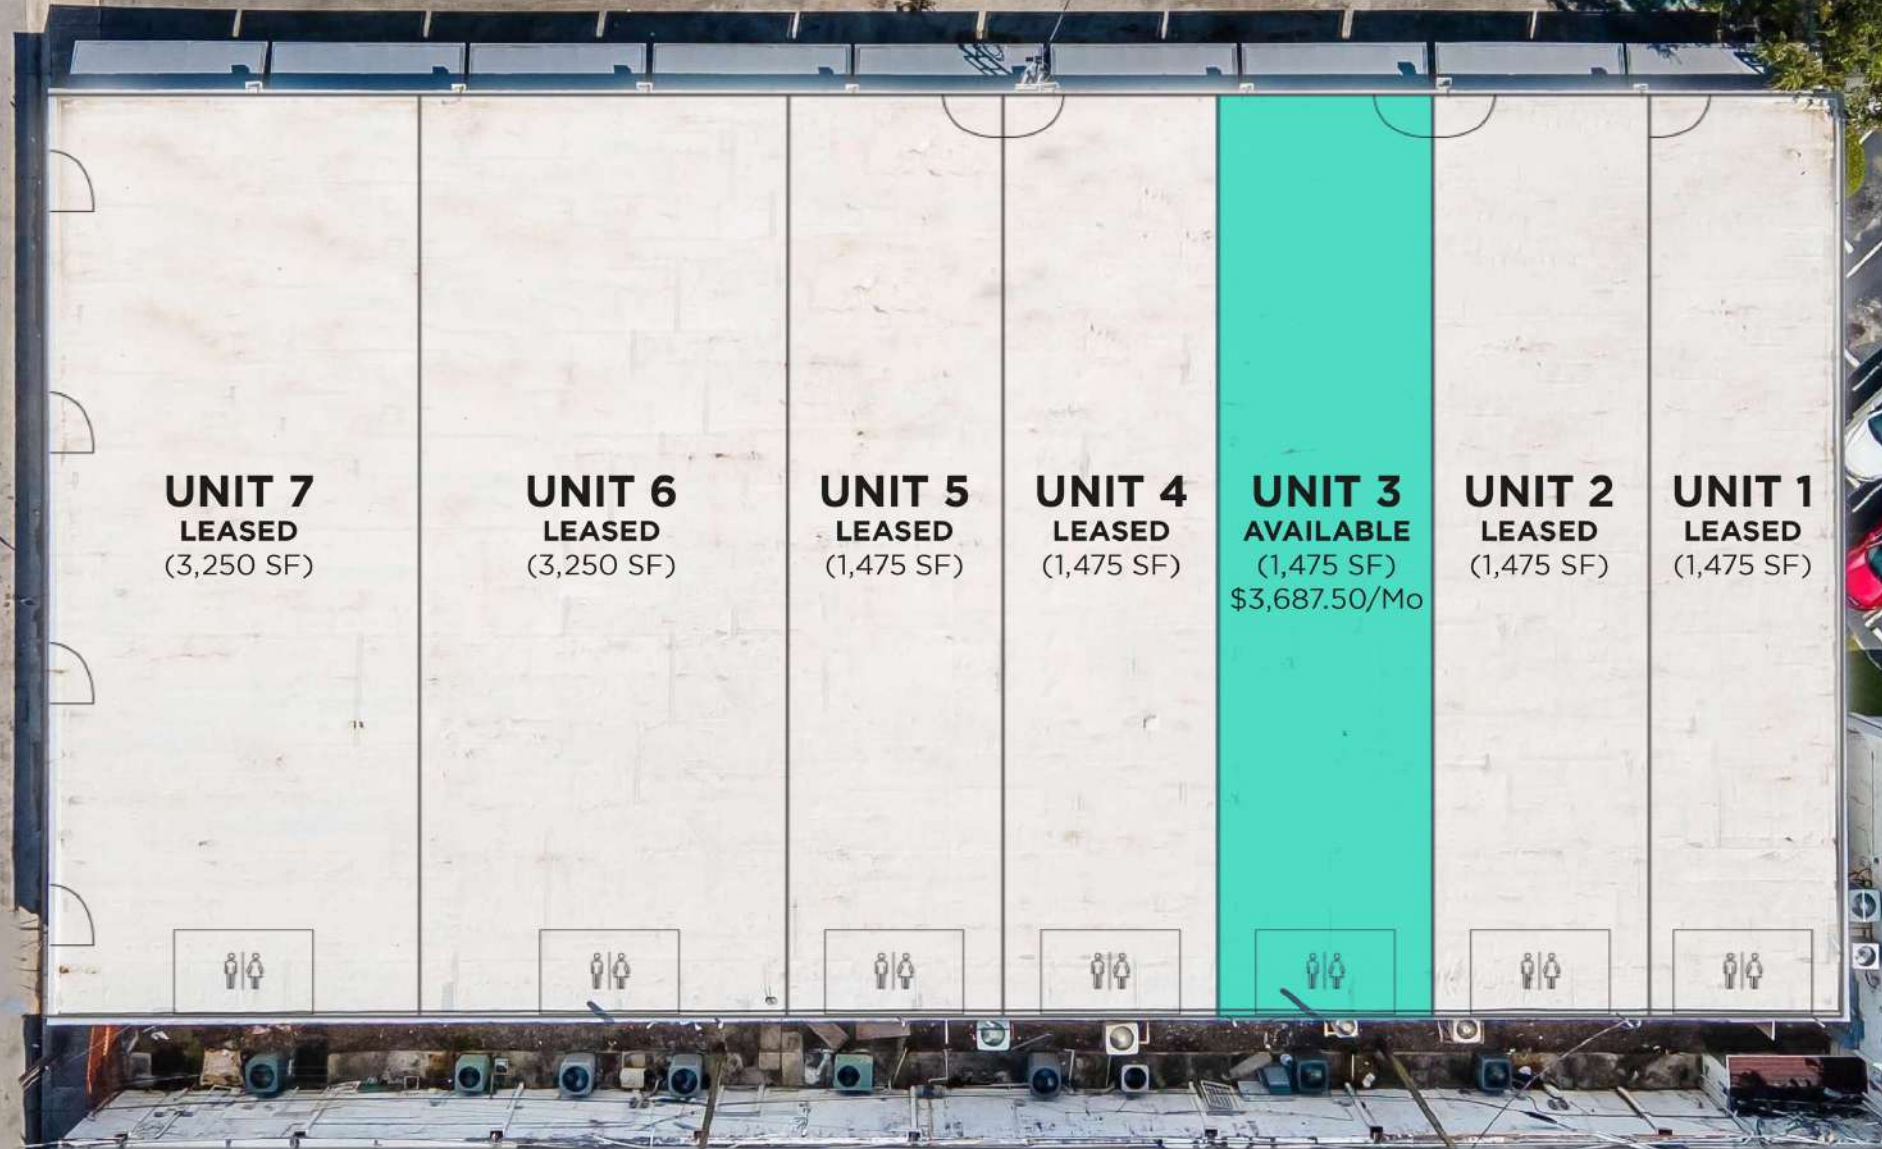 UNIT 7
LEASED
(3,250 SF)
UNIT 6
LEASED
(3,250 SF)
UNIT 5
LEASED
(1,475 SF)
UNIT 4
LEASED
(1,475 SF)
UNIT 3
AVAILABLE
(1,475 SF)
$3,687.50/Mo
UNIT 2
LEASED
(1,475 SF)
UNIT 1
LEASED
(1,475 SF)